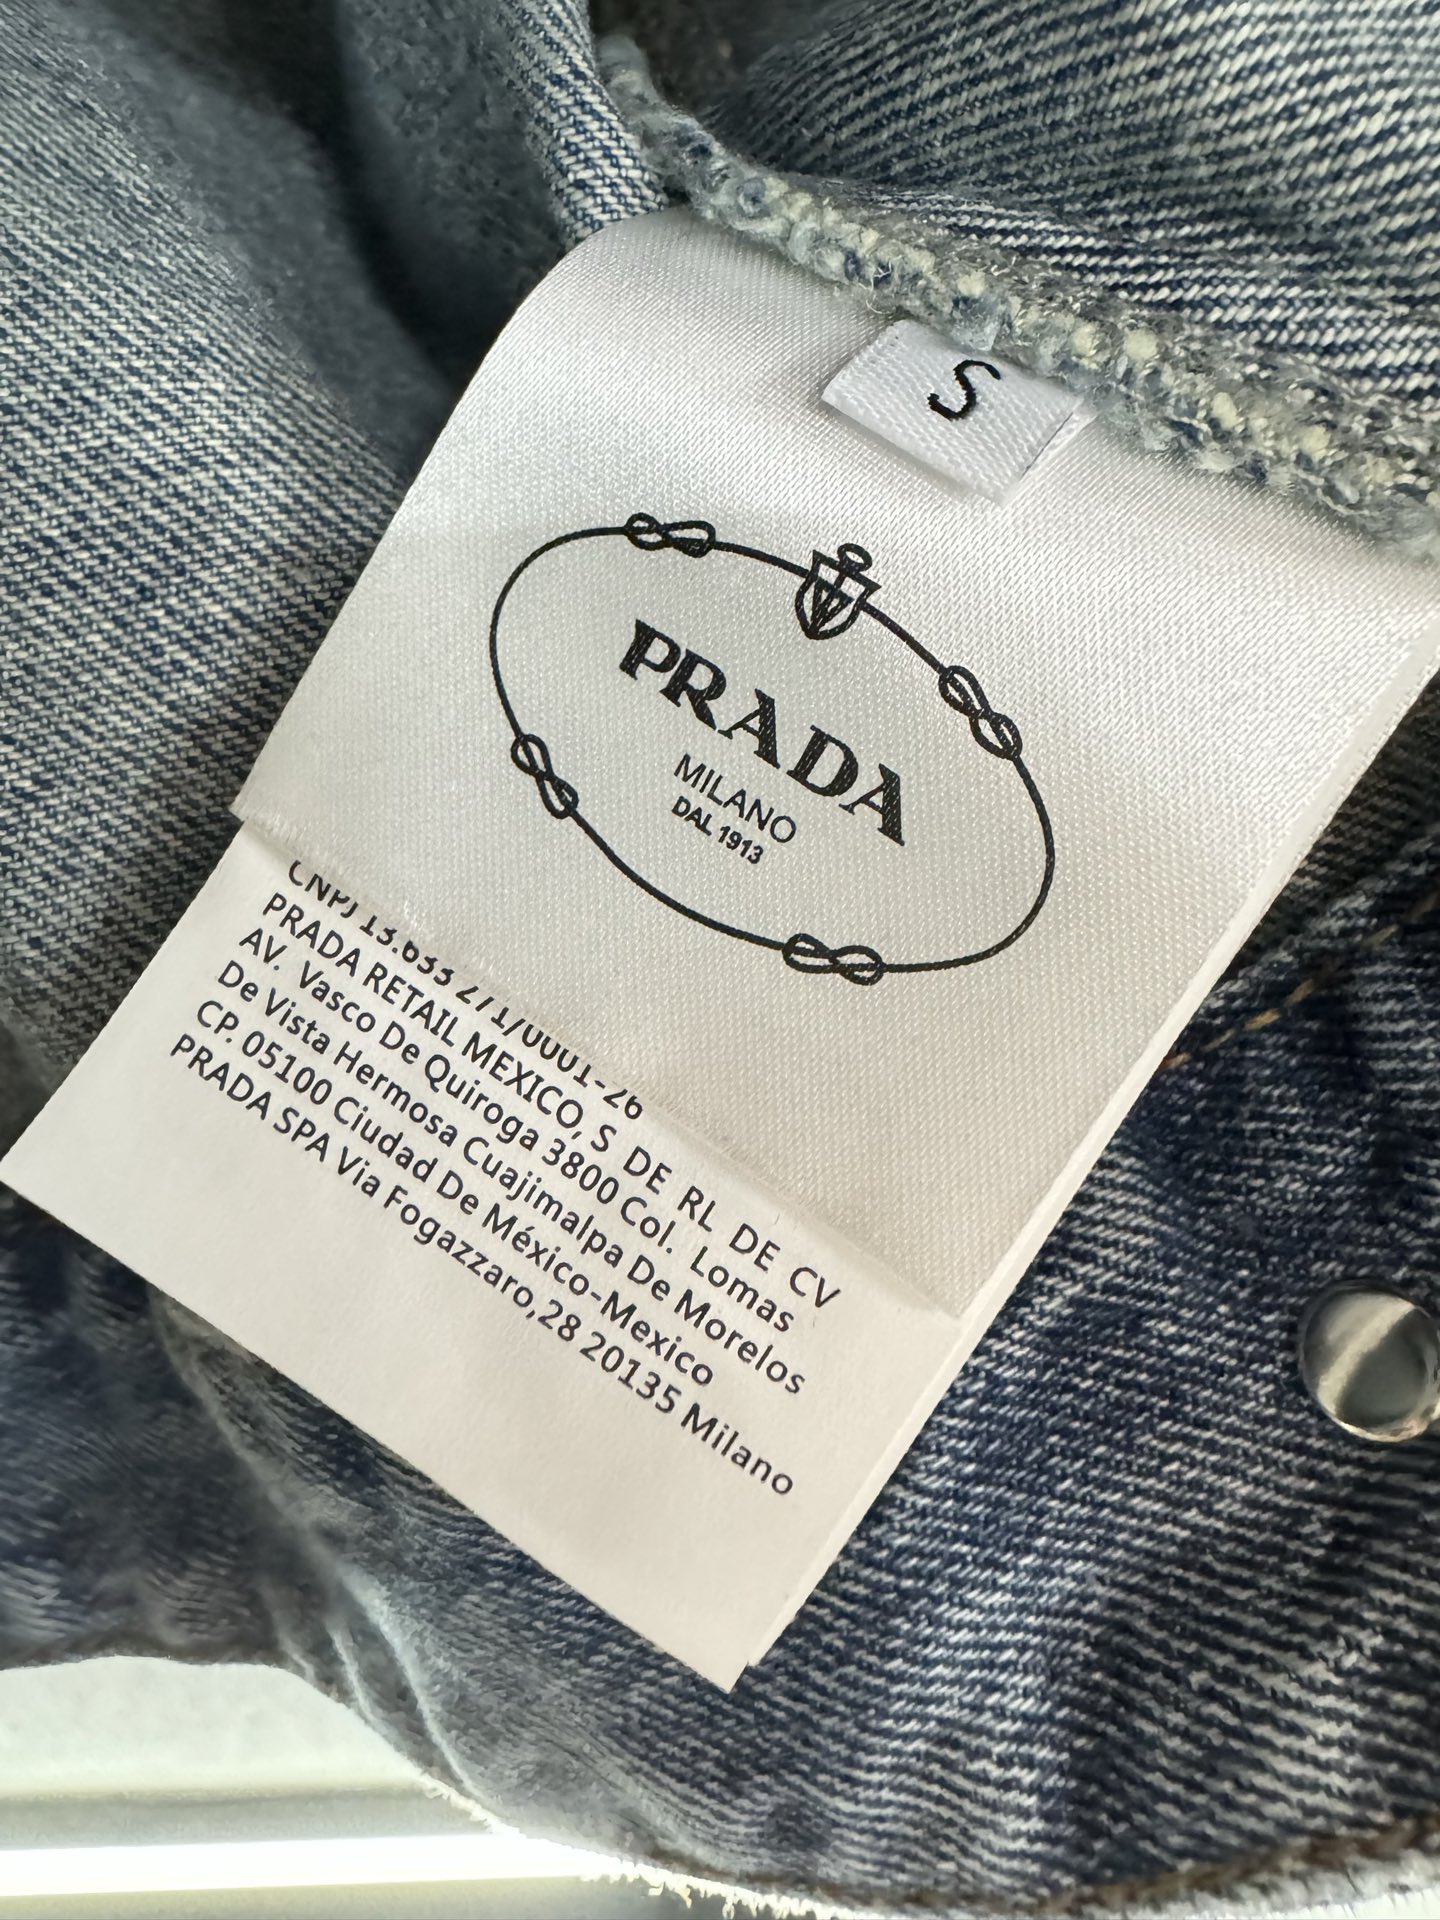 S
PRADA
MILANO
DAL 1913
CNPJ 13.633 271/0001-26
PRADA RETAIL MEXICO, S DE RL DE CV
AV. Vasco De Quiroga 3800 Col. Lomas
De Vista Hermosa Cuajimalpa De Morelos
CP. 05100 Ciudad De México-Mexico
PRADA SPA Via Fogazzaro,28 20135 Milano